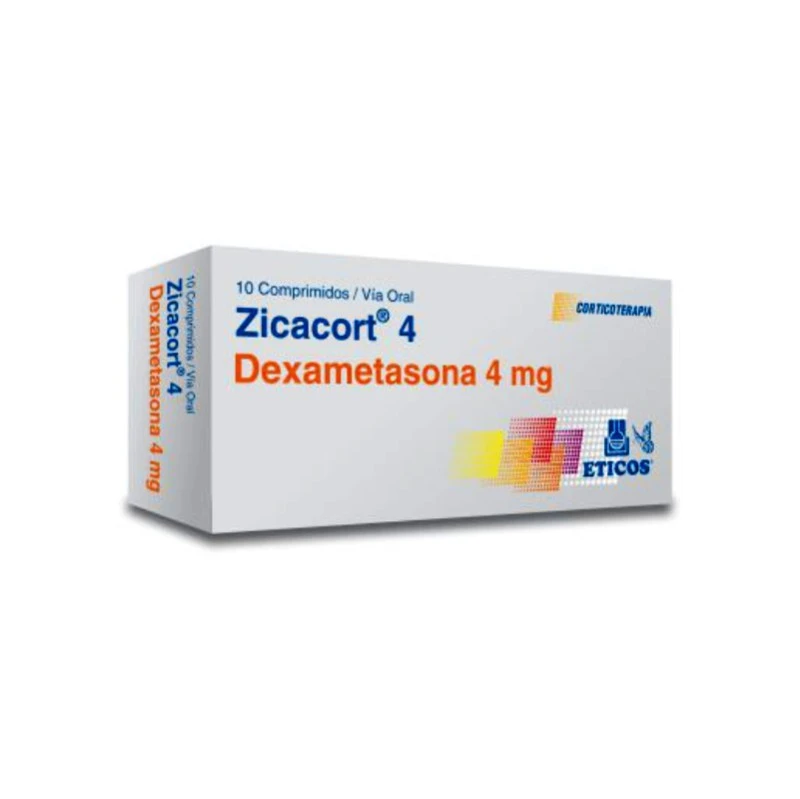 10 Comprimidos / Vía Oral
Zicacort® 4
Dexametasona 4 mg
10 Comprimidos / Vía Oral
Zicacort® 4
Dexametasona 4 mg
CORTICOTERAPIA
ETICOS®